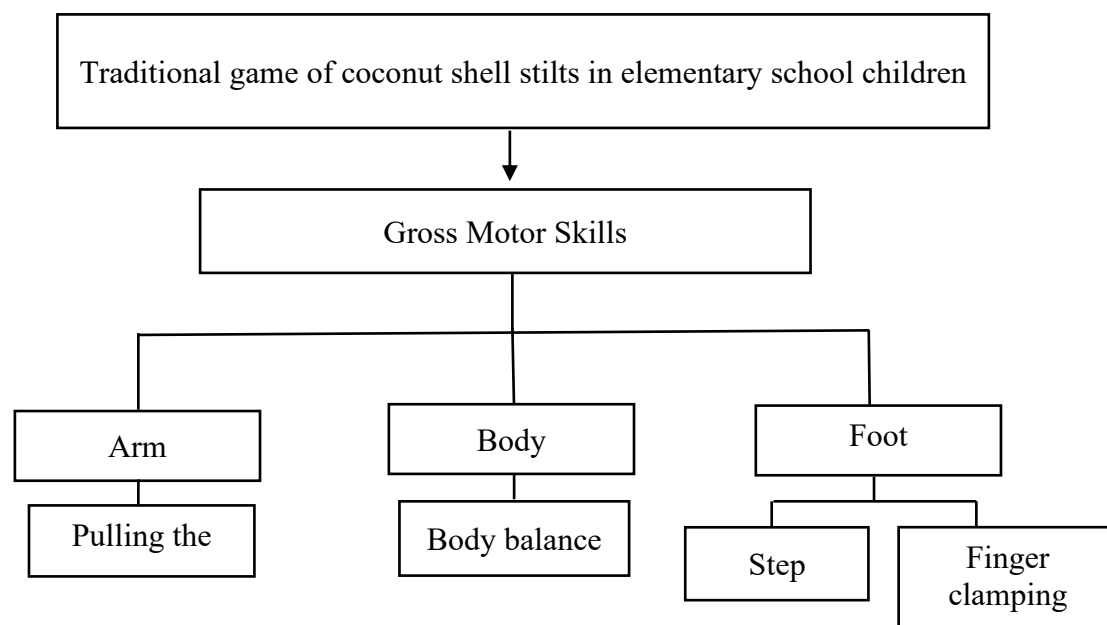 Traditional game of coconut shell stilts in elementary school children
Gross Motor Skills
Arm
Body
Foot
Pulling the
Body balance
Step
Finger
clamping